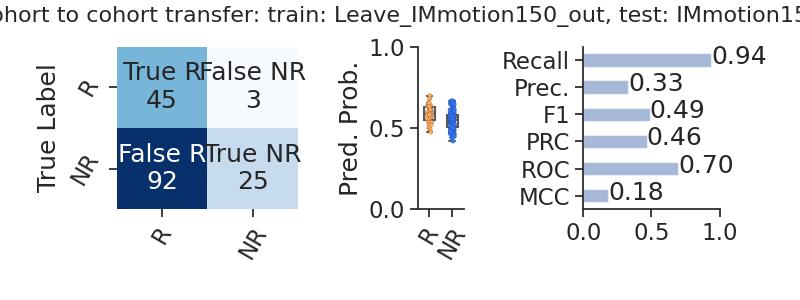 ohort to cohort transfer: train: Leave_IMmotion150_out, test: IMmotion15
True Label
R
NR
True R
45
False NR
3
False R
92
True NR
25
R
NR
Pred. Prob.
1.0
0.5
0.0
R
NR
Recall
0.94
Prec.
0.33
F1
0.49
PRC
0.46
ROC
0.70
MCC
0.18
0.0
0.5
1.0